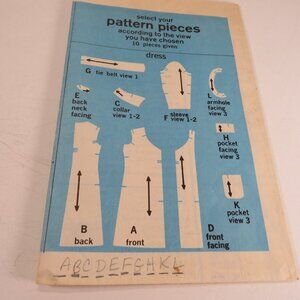 select your
pattern pieces
according to the view
you have chosen
10 pieces given
dress
G tie belt view 1
E
back
neck
facing
C
collar
view 1-2
F sleeve
view 1-2
L
armhole
facing
view 3
H
pocket
facing
view 3
K
pocket
view 3
B
back
A
front
D
front
facing
ABCDEFGHKL